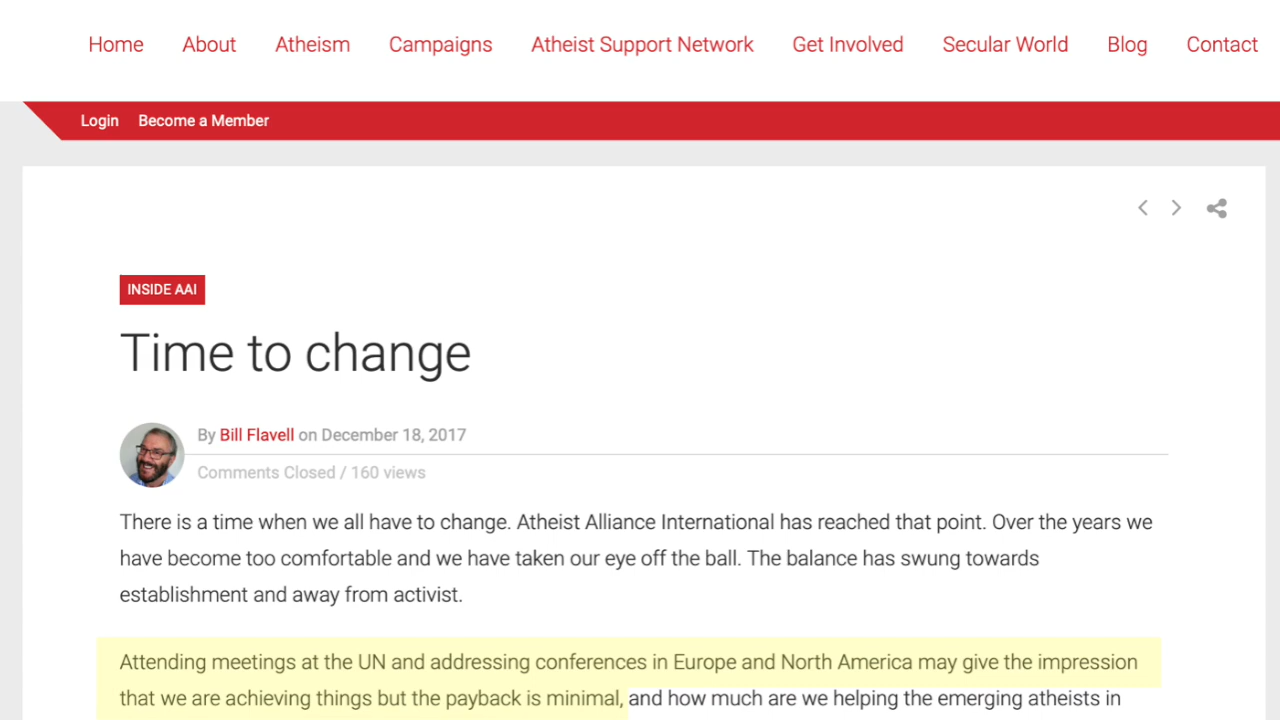 Home About Atheism Campaigns Atheist Support Network Get Involved Secular World Blog Contact
Login Become a Member
INSIDE AAI
Time to change
By Bill Flavell on December 18, 2017
Comments Closed / 160 views
There is a time when we all have to change. Atheist Alliance International has reached that point. Over the years we
have become too comfortable and we have taken our eye off the ball. The balance has swung towards
establishment and away from activist.
Attending meetings at the UN and addressing conferences in Europe and North America may give the impression
that we are achieving things but the payback is minimal, and how much are we helping the emerging atheists in